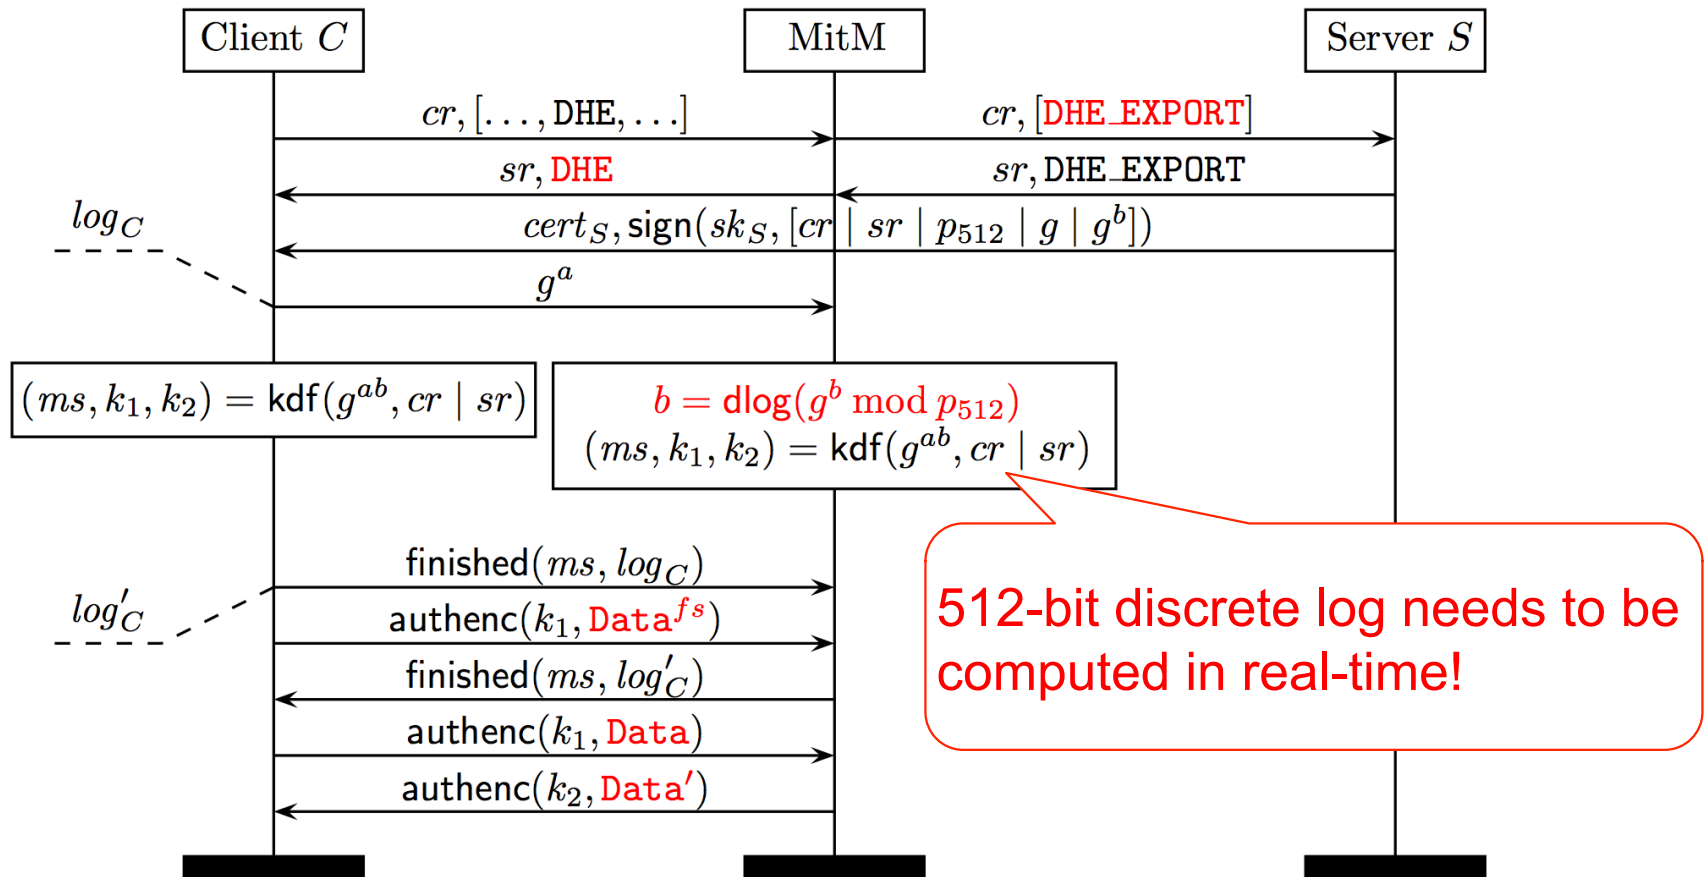 Client C
MitM
Server S
cr, [. . . , DHE, . . .]
cr, [DHE_EXPORT]
sr, DHE
sr, DHE_EXPORT
log_C
cert_S, sign(sk_S, [cr | sr | p_512 | g | g^b])
g^a
(ms, k_1, k_2) = kdf(g^{ab}, cr | sr)
b = dlog(g^b mod p_512)
(ms, k_1, k_2) = kdf(g^{ab}, cr | sr)
finished(ms, log_C)
log'_C
authenc(k_1, Data^{fs})
finished(ms, log'_C)
authenc(k_1, Data)
authenc(k_2, Data')
512-bit discrete log needs to be
computed in real-time!